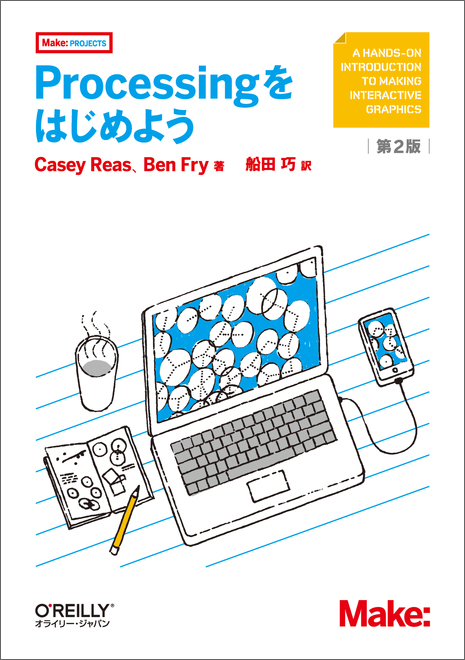 Make: PROJECTS
A HANDS-ON
INTRODUCTION
TO MAKING
INTERACTIVE
GRAPHICS
Processingを
はじめよう
第2版
Casey Reas、Ben Fry 著 船田 巧 訳
O'REILLY®
オライリー・ジャパン
Make: